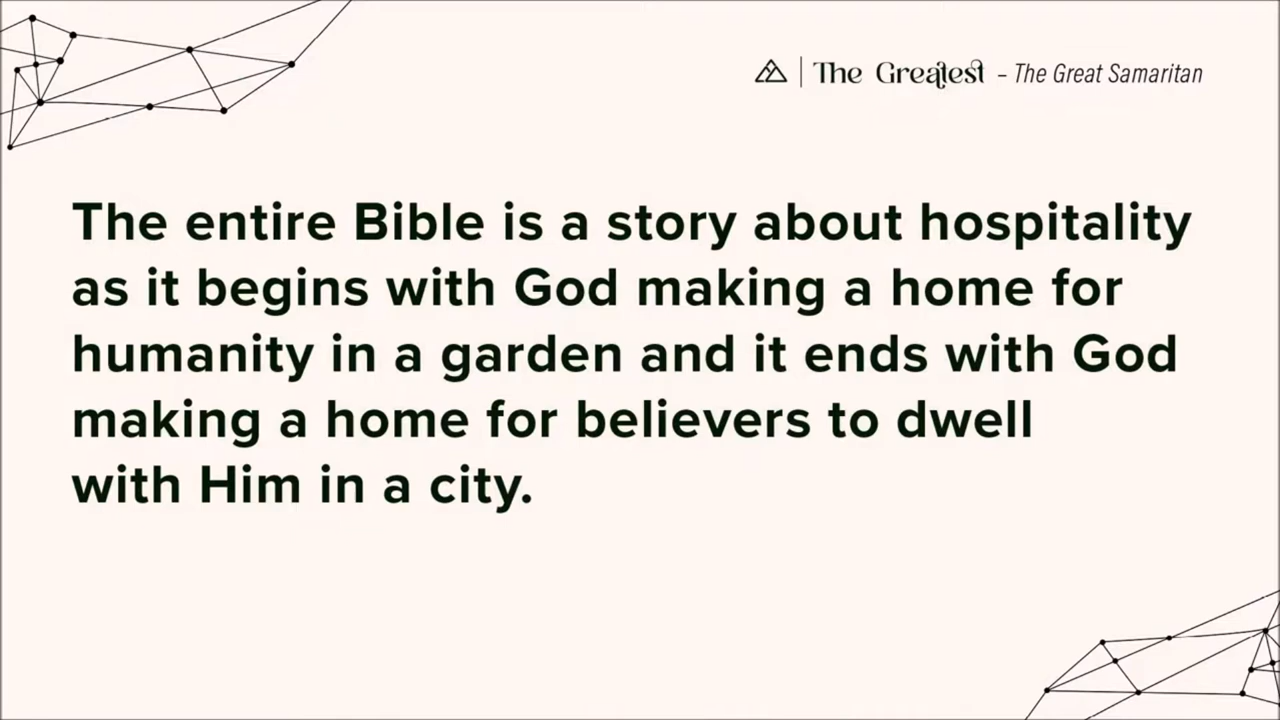 The Greatest – The Great Samaritan
The entire Bible is a story about hospitality
as it begins with God making a home for
humanity in a garden and it ends with God
making a home for believers to dwell
with Him in a city.